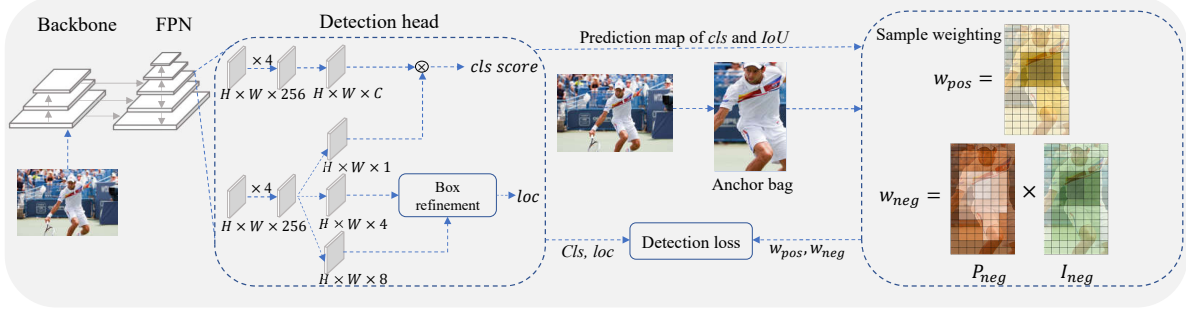 Backbone
FPN
Detection head
×4
H × W × 256
H × W × C
⊗
cls score
H × W × 1
×4
H × W × 256
H × W × 4
H × W × 8
Box
refinement
loc
Prediction map of cls and IoU
Anchor bag
Cls, loc
Detection loss
w_pos, w_neg
Sample weighting
w_pos =
w_neg =
×
P_neg
I_neg